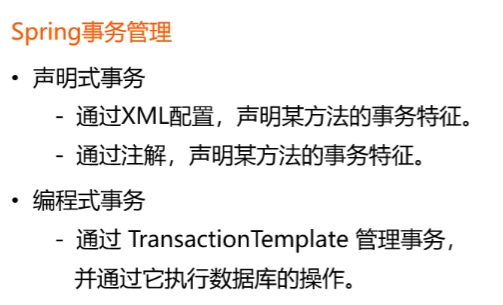 Spring事务管理
• 声明式事务
- 通过XML配置，声明某方法的事务特征。
- 通过注解，声明某方法的事务特征。
• 编程式事务
- 通过 TransactionTemplate 管理事务，
并通过它执行数据库的操作。